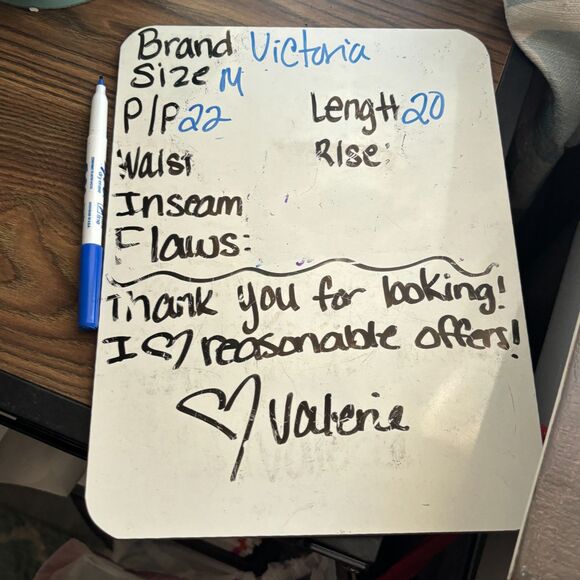 Brand Victoria
Size M
P/P 22 Length 20
Waist Rise:
Inseam
Flaws:
Thank you for looking!
I ♡ reasonable offers!
♡ Valerie